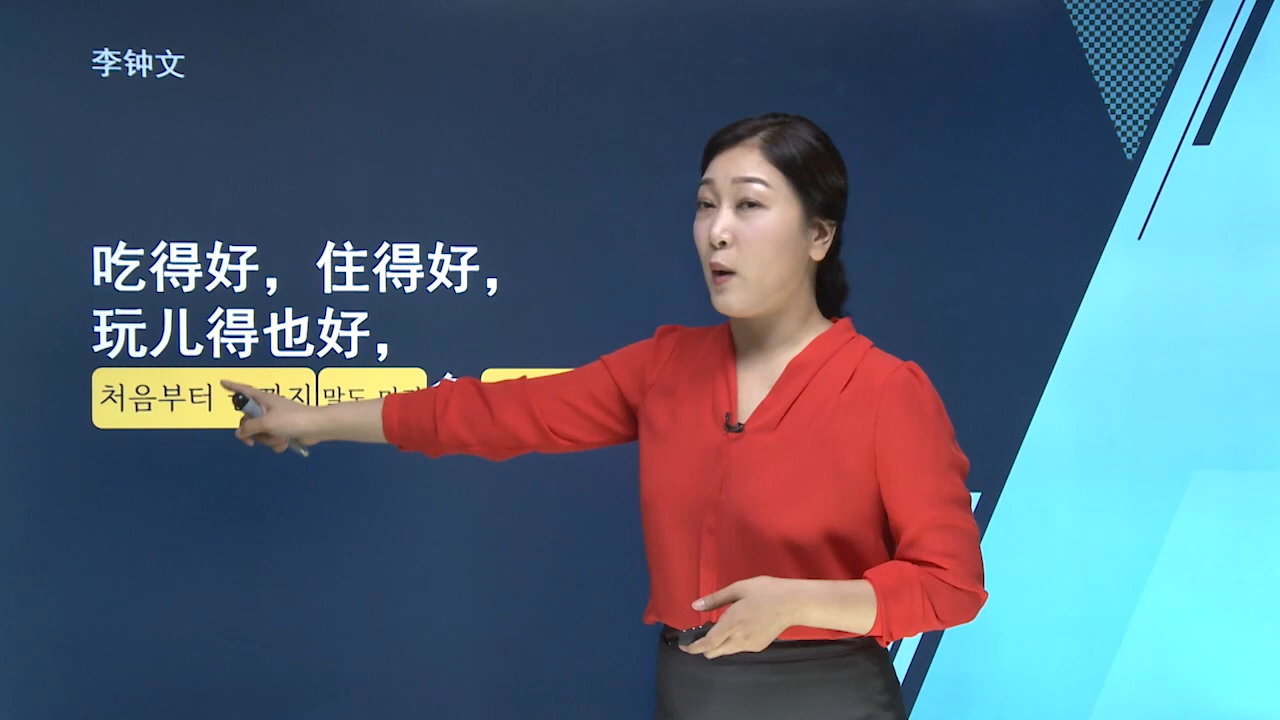 李钟文
吃得好，住得好，
玩儿得也好，
처음부터 말도